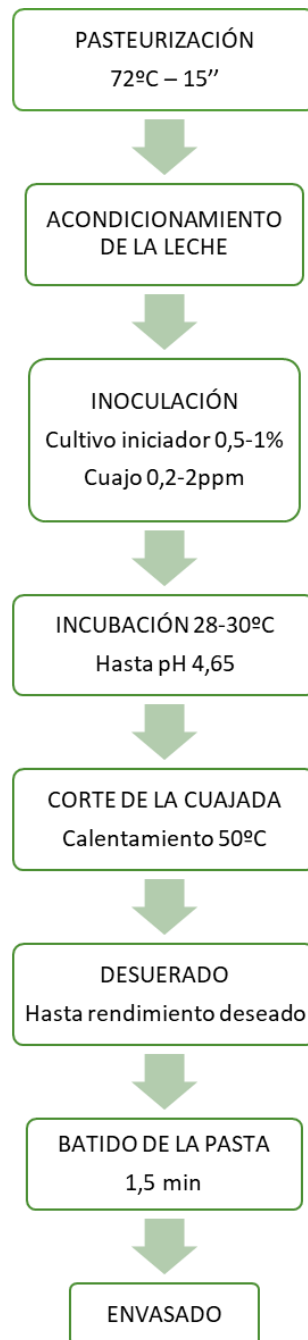 PASTEURIZACIÓN
72ºC – 15’’
ACONDICIONAMIENTO
DE LA LECHE
INOCULACIÓN
Cultivo iniciador 0,5-1%
Cuajo 0,2-2ppm
INCUBACIÓN 28-30ºC
Hasta pH 4,65
CORTE DE LA CUAJADA
Calentamiento 50ºC
DESUERADO
Hasta rendimiento deseado
BATIDO DE LA PASTA
1,5 min
ENVASADO